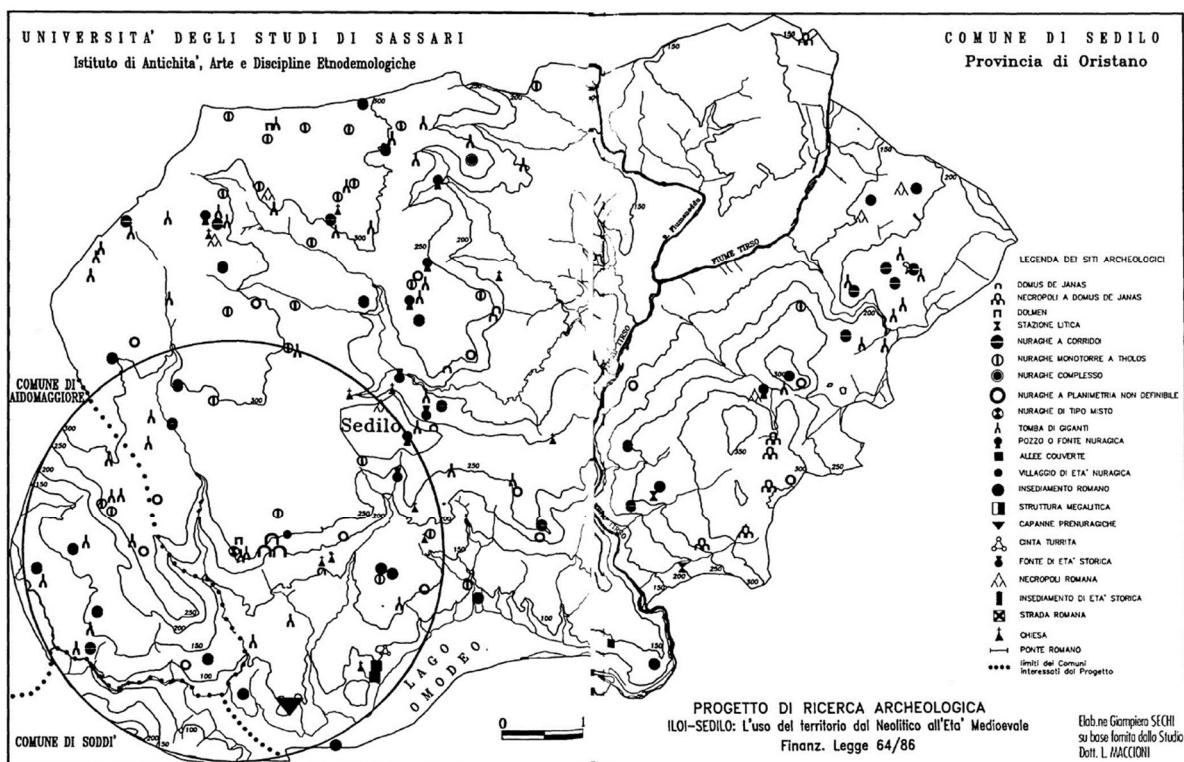 UNIVERSITA' DEGLI STUDI DI SASSARI
Istituto di Antichita', Arte e Discipline Etnodemologiche
COMUNE DI SEDILO
Provincia di Oristano
R. Fiumeneddu
FIUME TIRSO
COMUNE DI
AIDOMAGGIORE
Sedilo
LAGO
OMODEO
COMUNE DI SODDI'
LEGENDA DEI SITI ARCHEOLOGICI
DOMUS DE JANAS
NECROPOLI A DOMUS DE JANAS
DOLMEN
STAZIONE LITICA
NURAGHE A CORRIDOI
NURAGHE MONOTORRE A THOLOS
NURAGHE COMPLESSO
NURAGHE A PLANIMETRIA NON DEFINIBILE
NURAGHE DI TIPO MISTO
TOMBA DI GIGANTI
POZZO O FONTE NURAGICA
ALLEE COUVERTE
VILLAGGIO DI ETA' NURAGICA
INSEDIAMENTO ROMANO
STRUTTURA MEGALITICA
CAPANNE PRENURAGICHE
CINTA TURRITA
FONTE DI ETA' STORICA
NECROPOLI ROMANA
INSEDIAMENTO DI ETA' STORICA
STRADA ROMANA
CHIESA
PONTE ROMANO
limiti dei Comuni
interessati dal Progetto
0 1
PROGETTO DI RICERCA ARCHEOLOGICA
ILOI-SEDILO: L'uso del territorio dal Neolitico all'Eta' Medioevale
Finanz. Legge 64/86
Elab.ne Giampiero SECHI
su base fornita dallo Studio
Dott. L. MACCIONI